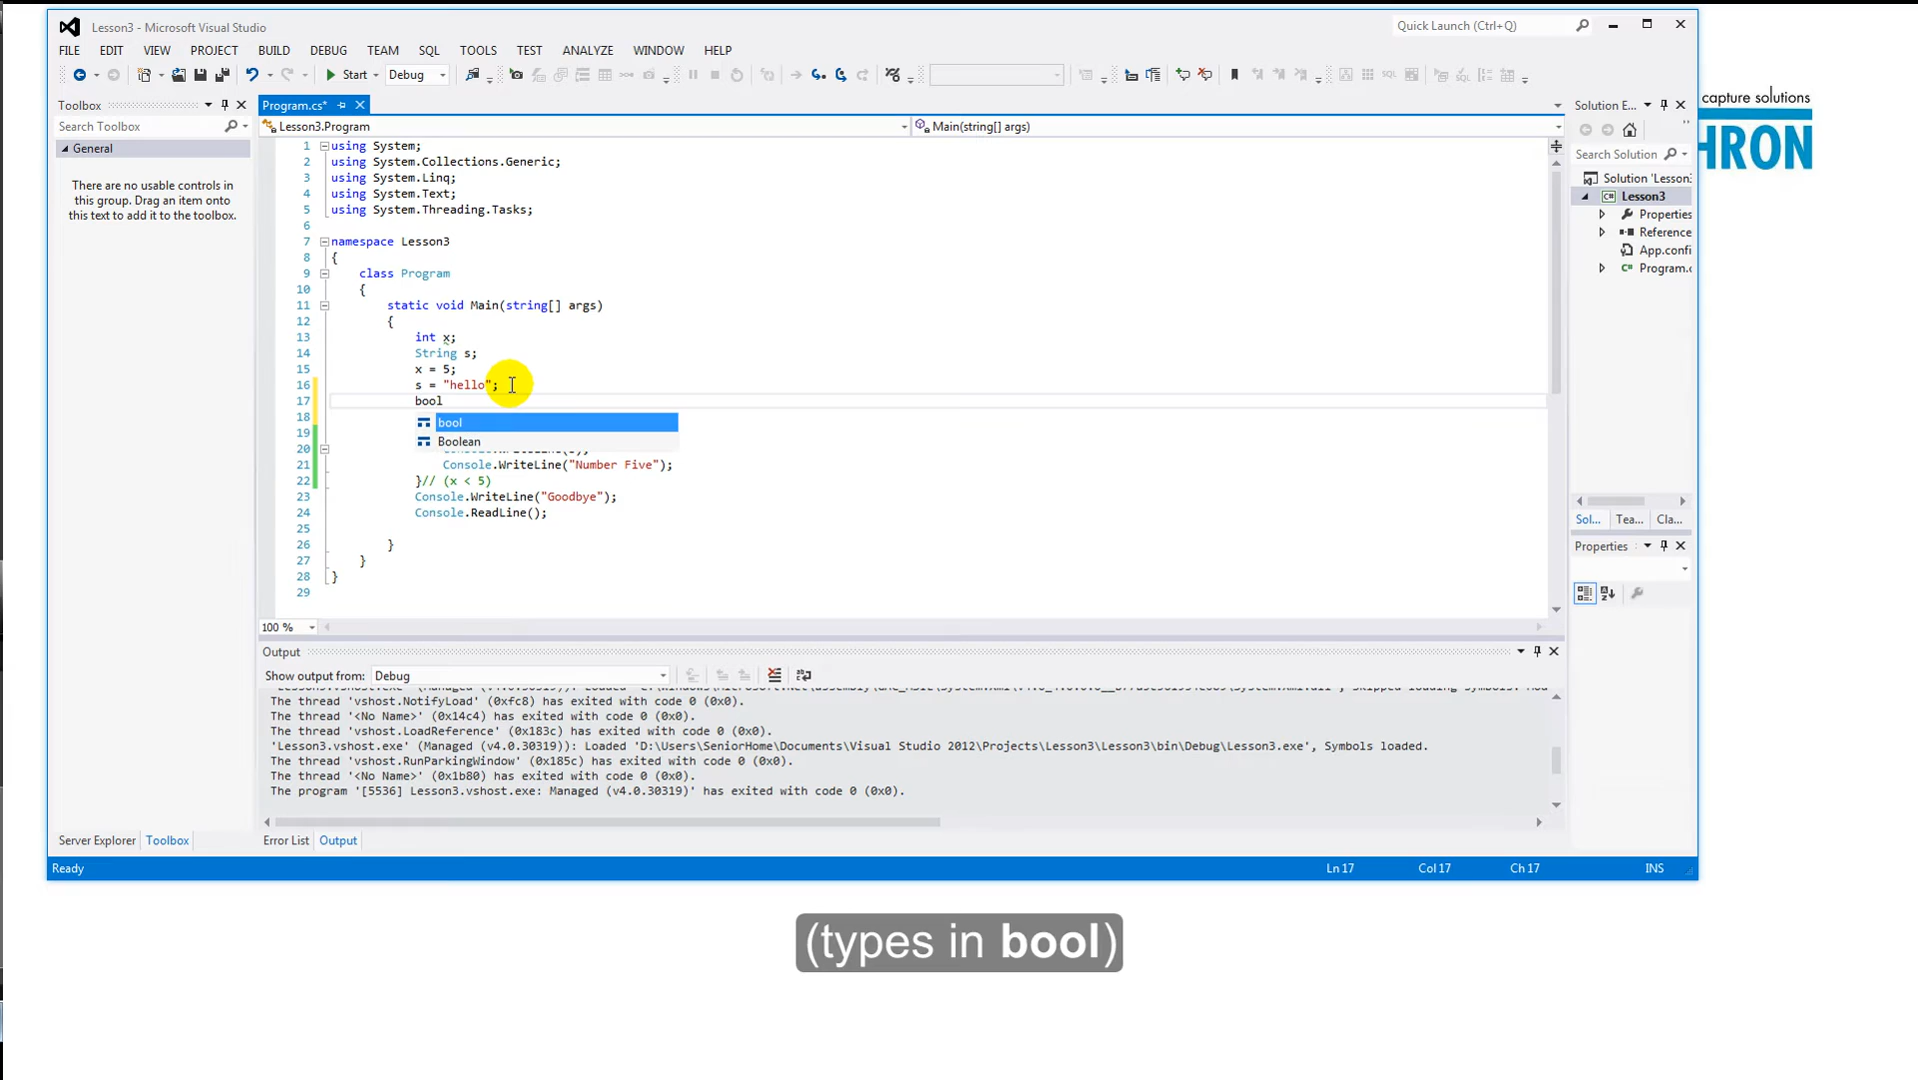 Lesson3 - Microsoft Visual Studio
Quick Launch (Ctrl+Q)
FILE EDIT VIEW PROJECT BUILD DEBUG TEAM SQL TOOLS TEST ANALYZE WINDOW HELP
Start Debug
SQL
capture solutions
HRON
Toolbox
Search Toolbox
General
There are no usable controls in
this group. Drag an item onto
this text to add it to the toolbox.
Program.cs*
Lesson3.Program
Main(string[] args)
1 using System;
2 using System.Collections.Generic;
3 using System.Linq;
4 using System.Text;
5 using System.Threading.Tasks;
6
7 namespace Lesson3
8 {
9 class Program
10 {
11 static void Main(string[] args)
12 {
13 int x;
14 String s;
15 x = 5;
16 s = "hello";
17 bool
18 bool
19 Boolean
20
21 Console.WriteLine("Number Five");
22 }// (x < 5)
23 Console.WriteLine("Goodbye");
24 Console.ReadLine();
25
26 }
27 }
28 }
29
100 %
Solution E...
Search Solution
Solution 'Lesson
Lesson3
Properties
Reference
App.confi
Program.c
Sol... Tea... Cla...
Properties
Output
Show output from: Debug
The thread 'vshost.NotifyLoad' (0xfc8) has exited with code 0 (0x0).
The thread '<No Name>' (0x14c4) has exited with code 0 (0x0).
The thread 'vshost.LoadReference' (0x183c) has exited with code 0 (0x0).
'Lesson3.vshost.exe' (Managed (v4.0.30319)): Loaded 'D:\Users\SeniorHome\Documents\Visual Studio 2012\Projects\Lesson3\Lesson3\bin\Debug\Lesson3.exe', Symbols loaded.
The thread 'vshost.RunParkingWindow' (0x185c) has exited with code 0 (0x0).
The thread '<No Name>' (0x1b80) has exited with code 0 (0x0).
The program '[5536] Lesson3.vshost.exe: Managed (v4.0.30319)' has exited with code 0 (0x0).
Server Explorer Toolbox
Error List Output
Ready
Ln 17 Col 17 Ch 17 INS
(types in bool)